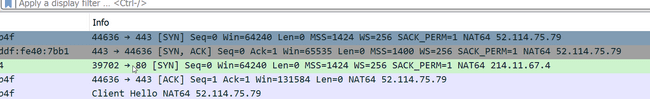 Apply a display filter ... <Ctrl-/>
Info
b4f 44636 → 443 [SYN] Seq=0 Win=64240 Len=0 MSS=1424 WS=256 SACK_PERM=1 NAT64 52.114.75.79
ddf:fe40:7bb1 443 → 44636 [SYN, ACK] Seq=0 Ack=1 Win=65535 Len=0 MSS=1400 WS=256 SACK_PERM=1 NAT64 52.114.75.79
4 39702 → 80 [SYN] Seq=0 Win=64240 Len=0 MSS=1424 WS=256 SACK_PERM=1 NAT64 214.11.67.4
b4f 44636 → 443 [ACK] Seq=1 Ack=1 Win=131584 Len=0 NAT64 52.114.75.79
b4f Client Hello NAT64 52.114.75.79